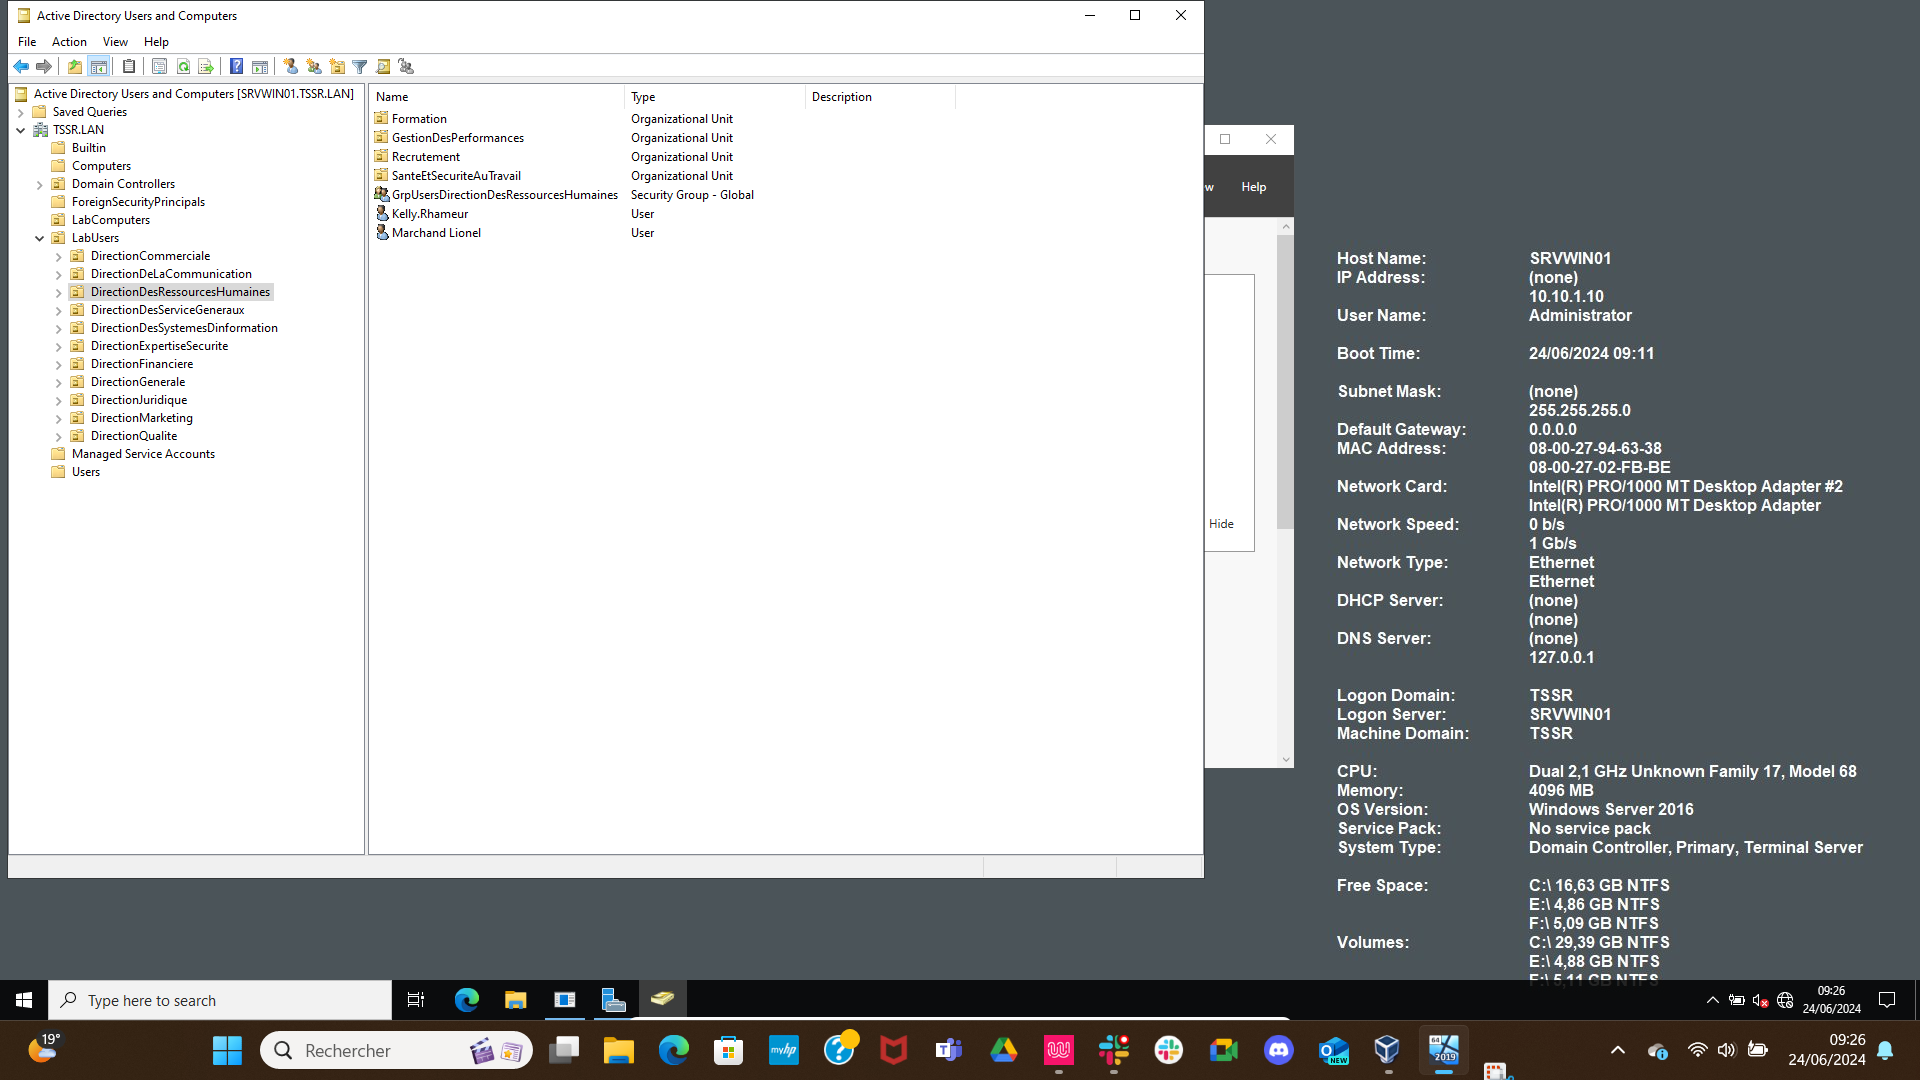 Active Directory Users and Computers
File Action View Help
Active Directory Users and Computers [SRVWIN01.TSSR.LAN]
Saved Queries
TSSR.LAN
Builtin
Computers
Domain Controllers
ForeignSecurityPrincipals
LabComputers
LabUsers
DirectionCommerciale
DirectionDeLaCommunication
DirectionDesRessourcesHumaines
DirectionDesServiceGeneraux
DirectionDesSystemesDinformation
DirectionExpertiseSecurite
DirectionFinanciere
DirectionGenerale
DirectionJuridique
DirectionMarketing
DirectionQualite
Managed Service Accounts
Users
Name Type Description
Formation Organizational Unit
GestionDesPerformances Organizational Unit
Recrutement Organizational Unit
SanteEtSecuriteAuTravail Organizational Unit
GrpUsersDirectionDesRessourcesHumaines Security Group - Global
Kelly.Rhameur User
Marchand Lionel User
w Help
Hide
Host Name: SRVWIN01
IP Address: (none)
10.10.1.10
User Name: Administrator
Boot Time: 24/06/2024 09:11
Subnet Mask: (none)
255.255.255.0
Default Gateway: 0.0.0.0
MAC Address: 08-00-27-94-63-38
08-00-27-02-FB-BE
Network Card: Intel(R) PRO/1000 MT Desktop Adapter #2
Intel(R) PRO/1000 MT Desktop Adapter
Network Speed: 0 b/s
1 Gb/s
Network Type: Ethernet
Ethernet
DHCP Server: (none)
(none)
DNS Server: (none)
127.0.0.1
Logon Domain: TSSR
Logon Server: SRVWIN01
Machine Domain: TSSR
CPU: Dual 2,1 GHz Unknown Family 17, Model 68
Memory: 4096 MB
OS Version: Windows Server 2016
Service Pack: No service pack
System Type: Domain Controller, Primary, Terminal Server
Free Space: C:\ 16,63 GB NTFS
E:\ 4,86 GB NTFS
F:\ 5,09 GB NTFS
Volumes: C:\ 29,39 GB NTFS
E:\ 4,88 GB NTFS
F:\ 5,11 GB NTFS
Type here to search
09:26
24/06/2024
19°
Rechercher
myhp
NEW
64
2019
09:26
24/06/2024